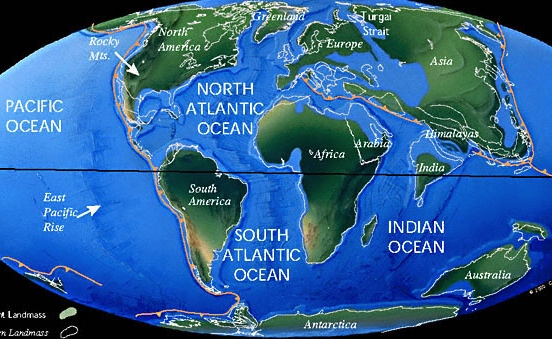 Greenland
Turgai
Strait
North
America
Rocky
Mts.
Europe
Asia
PACIFIC
OCEAN
NORTH
ATLANTIC
OCEAN
Himalayas
Arabia
Africa
India
South
America
East
Pacific
Rise
SOUTH
ATLANTIC
OCEAN
INDIAN
OCEAN
Australia
Landmass
Landmass
Antarctica